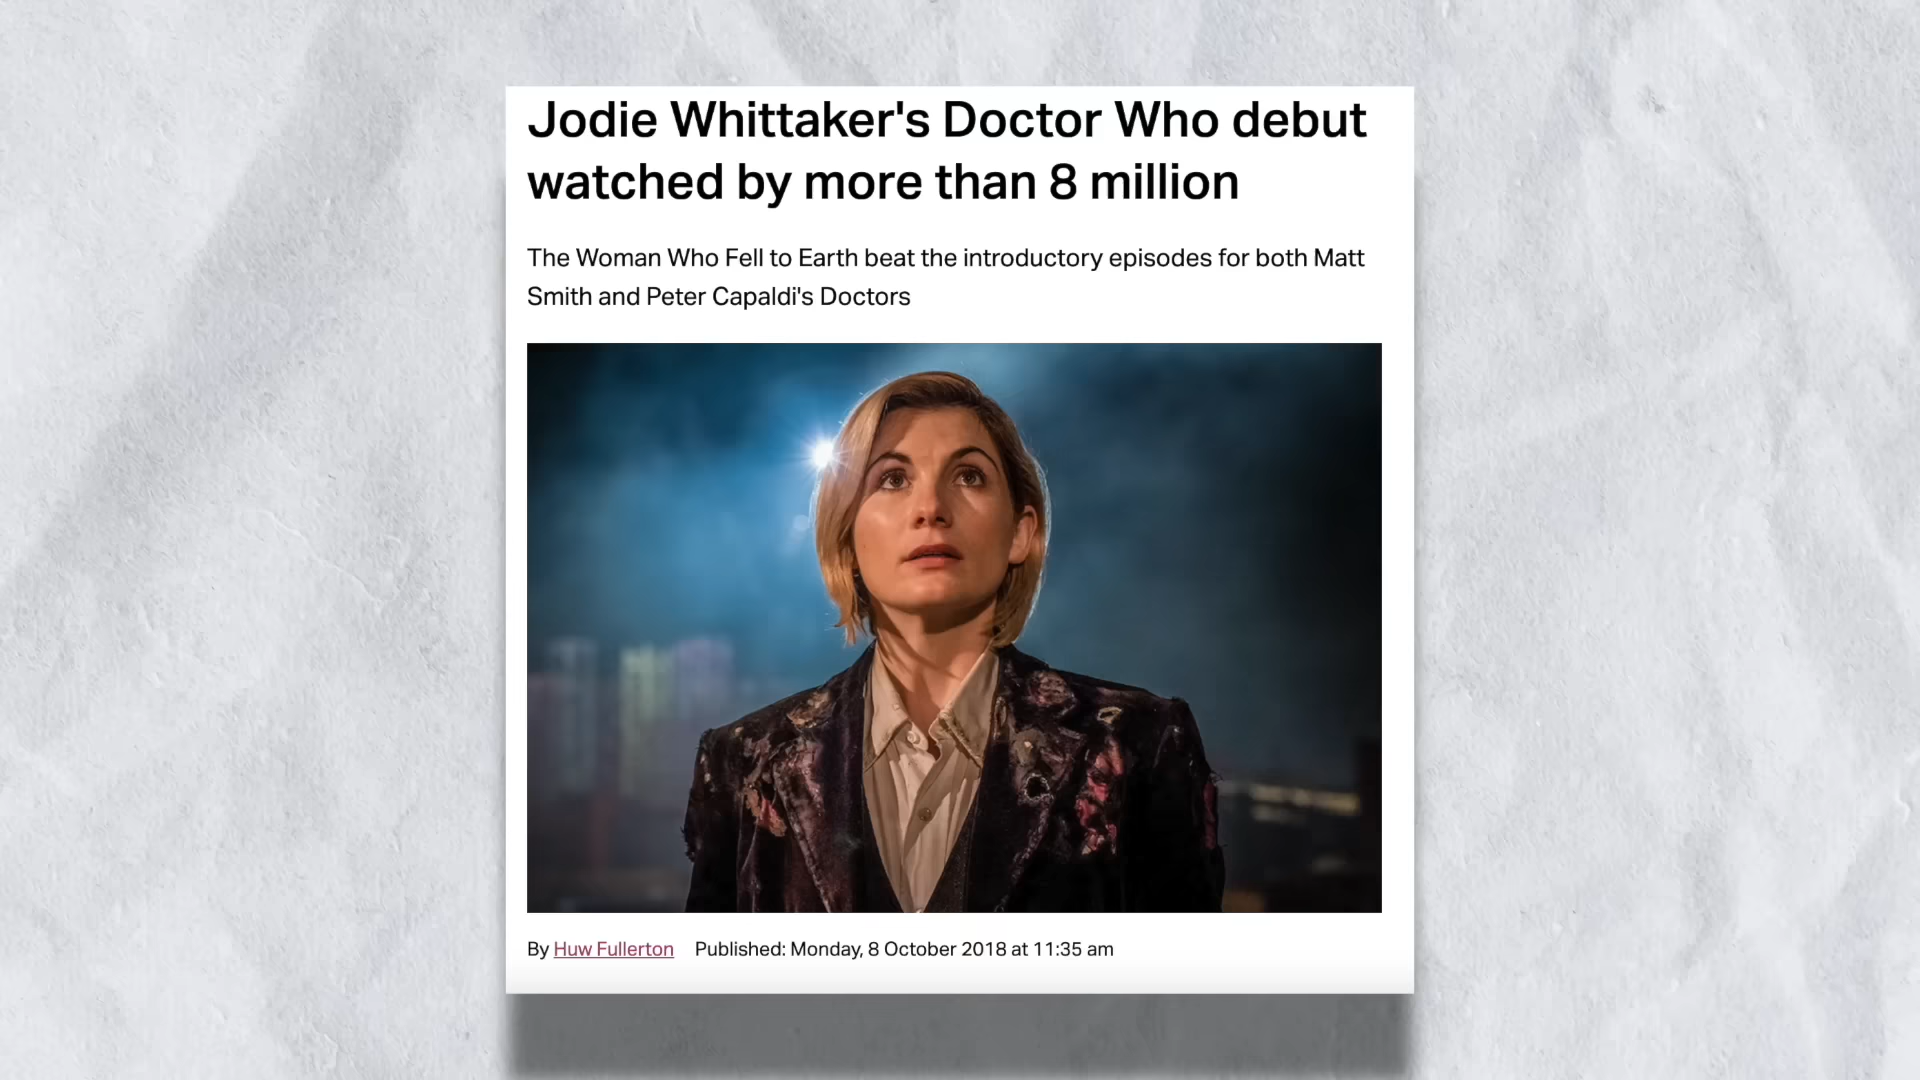 Jodie Whittaker's Doctor Who debut
watched by more than 8 million
The Woman Who Fell to Earth beat the introductory episodes for both Matt
Smith and Peter Capaldi's Doctors
By Huw Fullerton Published: Monday, 8 October 2018 at 11:35 am